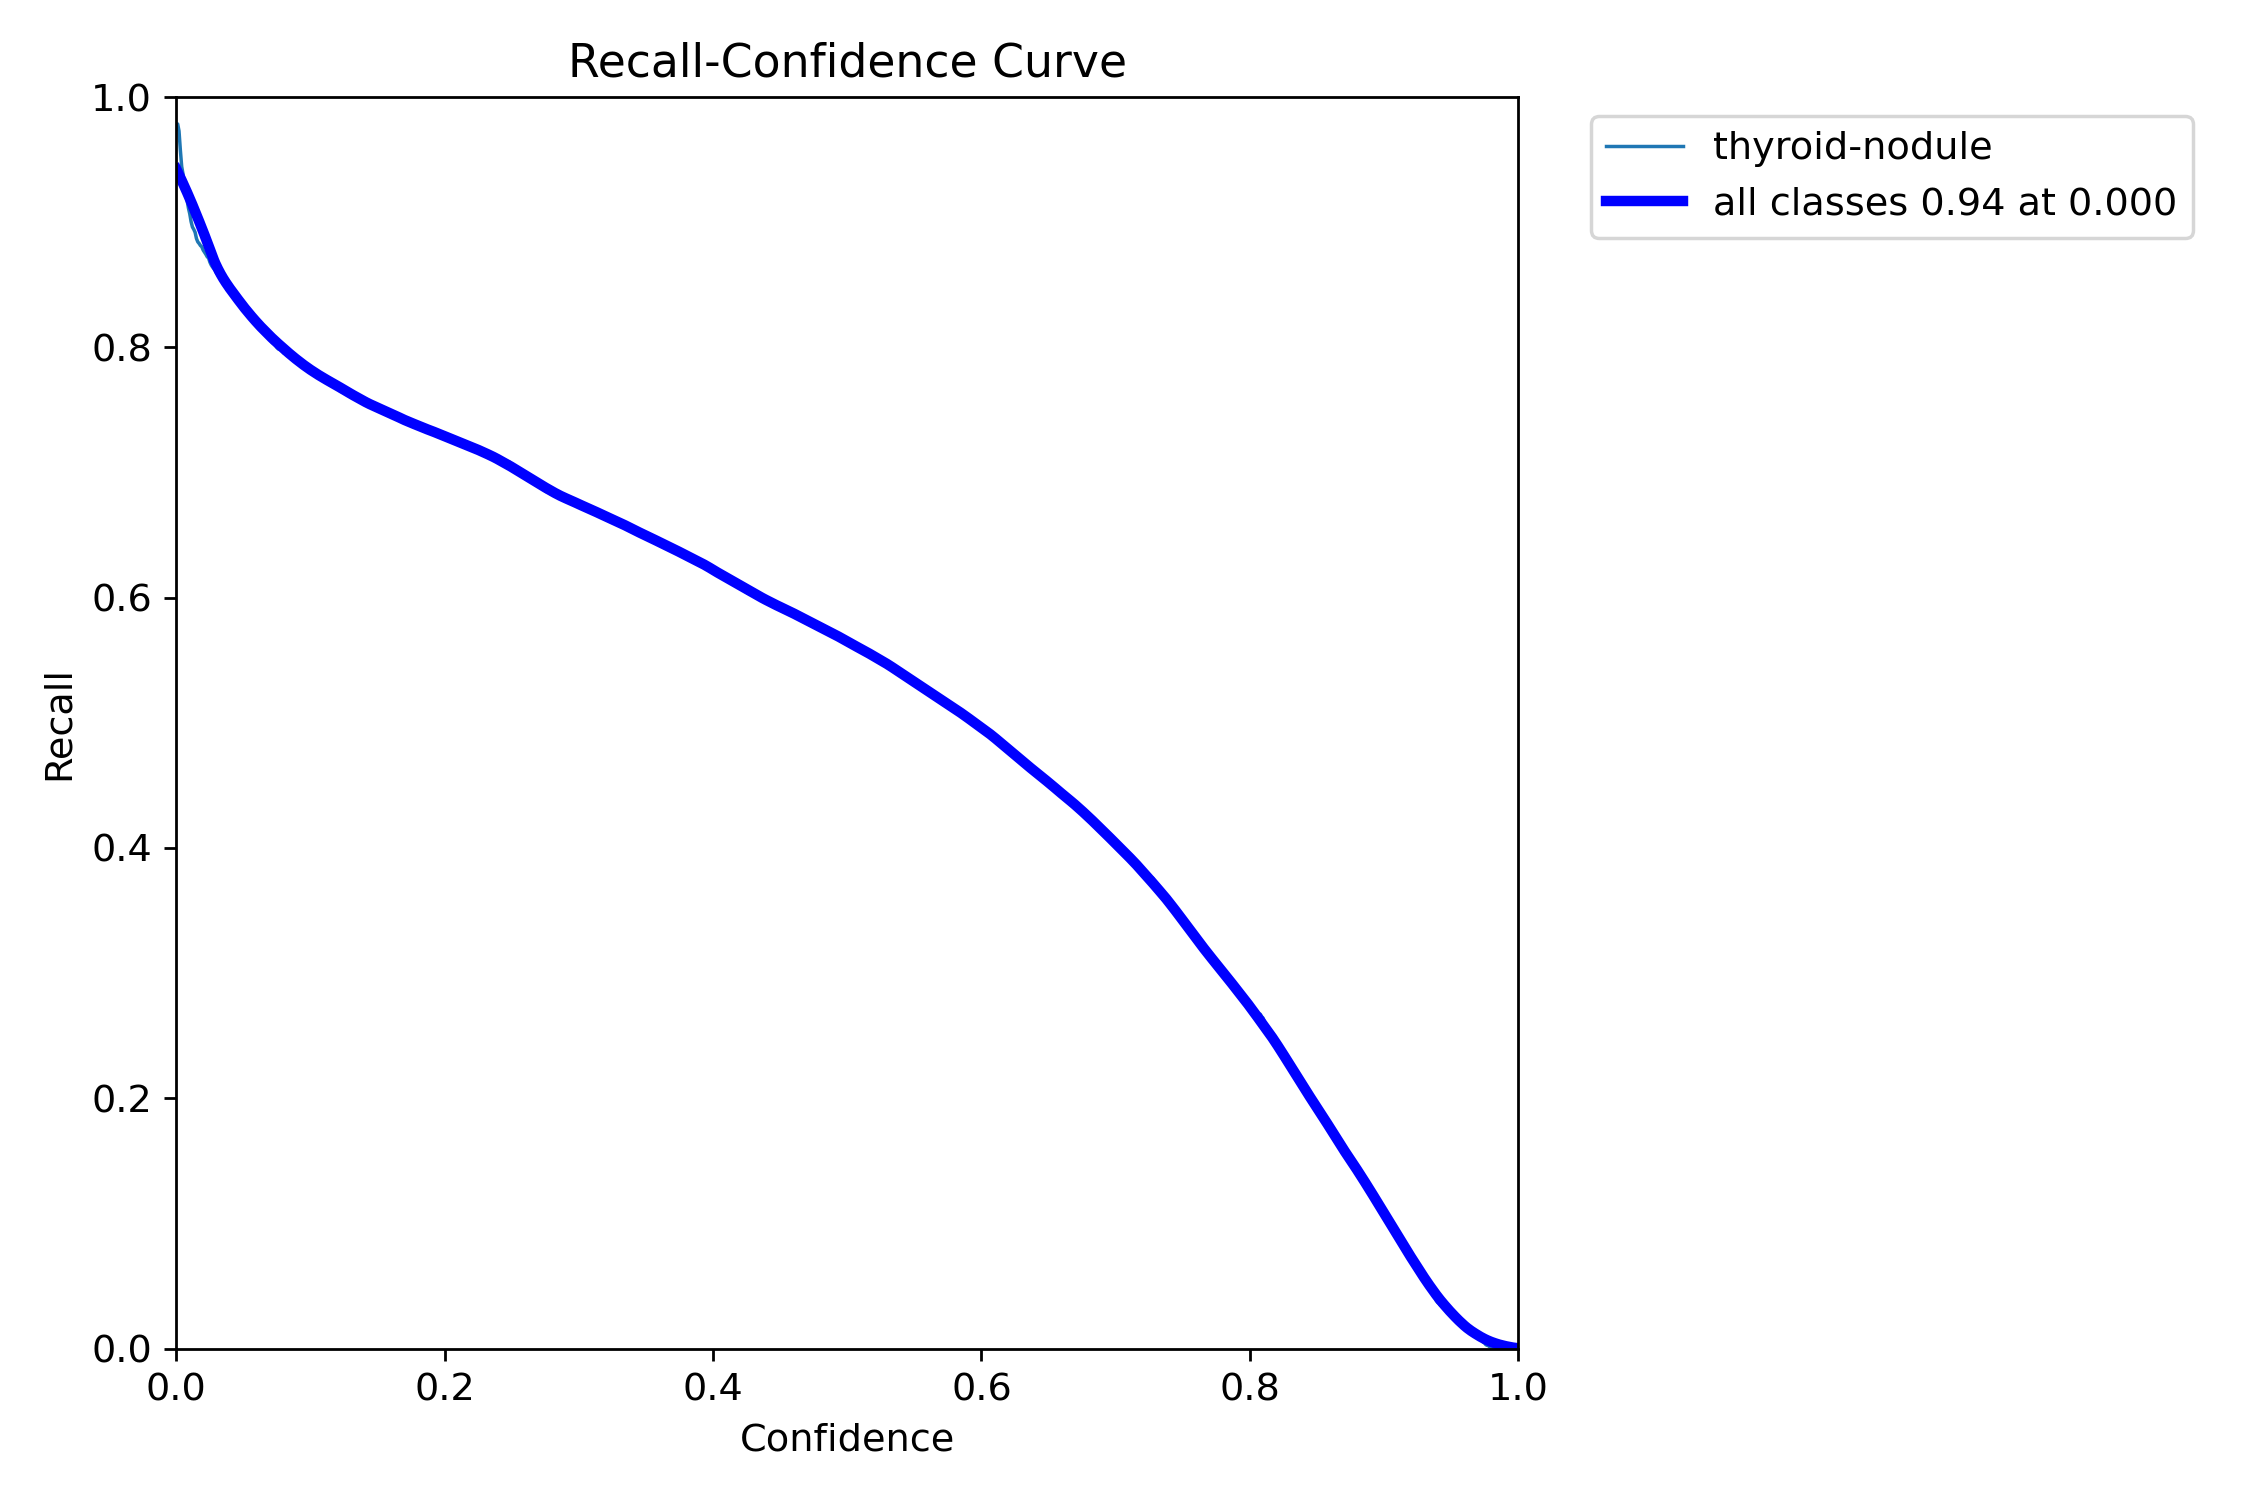 Recall-Confidence Curve
1.0
0.8
0.6
0.4
0.2
0.0
Recall
0.0 0.2 0.4 0.6 0.8 1.0
Confidence
thyroid-nodule
all classes 0.94 at 0.000